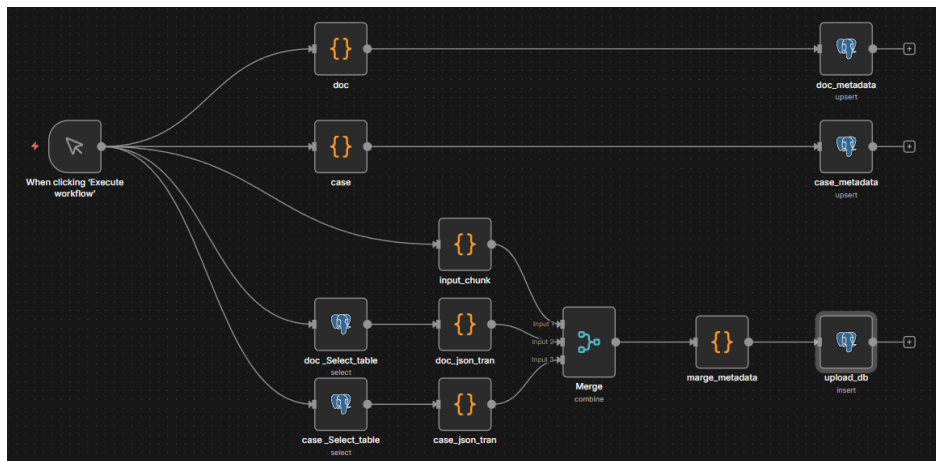 doc
doc_metadata
upsert
When clicking ‘Execute
workflow’
case
case_metadata
upsert
input_chunk
Input 1
Input 2
Input 3
doc _Select_table
select
doc_json_tran
Merge
combine
marge_metadata
upload_db
insert
case _Select_table
select
case_json_tran